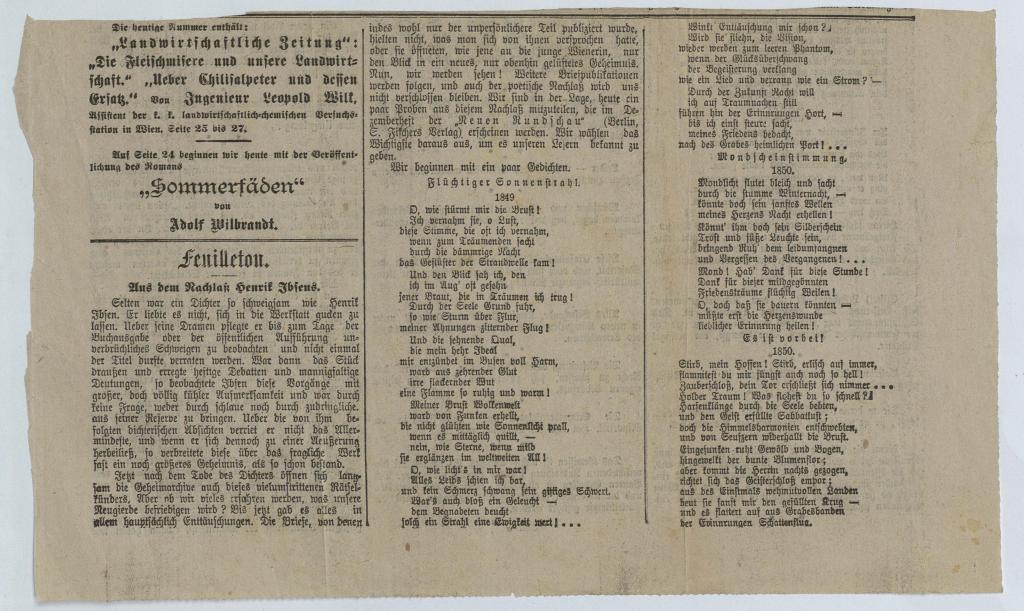 Die heutige Nummer enthält:
„Landwirtschaftliche Zeitung“:
„Die Fleischmisere und unsere Landwirt-
schaft.“ „Ueber Chilisalpeter und dessen
Ersatz.“ Von Ingenieur Leopold Wilk,
Assistent der k. k. landwirtschaftlich-chemischen Versuchs-
station in Wien. Seite 25 bis 27.
Auf Seite 24 beginnen wir heute mit der Veröffent-
lichung des Romans
„Sommerfäden“
von
Adolf Wilbrandt.
Feuilleton.
Aus dem Nachlaß Henrik Ibsens.
Selten war ein Dichter so schweigsam wie Henrik
Ibsen. Er liebte es nicht, sich in die Werkstatt gucken zu
lassen. Ueber seine Dramen pflegte er bis zum Tage der
Buchausgabe oder der öffentlichen Aufführung un-
verbrüchliches Schweigen zu beobachten und nicht einmal
der Titel durfte verraten werden. War dann das Stück
draußen und erregte heftige Debatten und mannigfaltige
Deutungen, so beobachtete Ibsen diese Vorgänge mit
großer, doch völlig kühler Aufmerksamkeit und war durch
keine Frage, weder durch schlaue noch durch zudringliche,
aus seiner Reserve zu bringen. Ueber die von ihm be-
folgten dichterischen Absichten verriet er nicht das Aller-
mindeste, und wenn er sich dennoch zu einer Aeußerung
herbeiließ, so verbreitete diese über das fragliche Werk
fast ein noch größeres Geheimnis, als so schon bestand.
Jetzt nach dem Tode des Dichters öffnen sich lang-
sam die Geheimarchive auch dieses vielumstrittenen Rätsel-
künders. Aber ob wir vieles erfahren werden, was unsere
Neugierde befriedigen wird? Bis jetzt gab es alles in
allem hauptsächlich Enttäuschungen. Die Briefe, von denen
indes wohl nur der unpersönlichere Teil publiziert wurde,
hielten nicht, was man sich von ihnen versprochen hatte,
oder sie öffneten, wie jene an die junge Wienerin, nur
den Blick in ein neues, nur obenhin gelüftetes Geheimnis.
Nun, wir werden sehen! Weitere Briefpublikationen
werden folgen, und auch der poetische Nachlaß wird uns
nicht verschlossen bleiben. Wir sind in der Lage, heute ein
paar Proben aus diesem Nachlaß mitzuteilen, die im De-
zemberheft der „Neuen Rundschau“ (Berlin,
S. Fischers Verlag) erscheinen werden. Wir wählen das
Wichtigste daraus aus, um es unseren Lesern bekannt zu
geben.
Wir beginnen mit ein paar Gedichten.
Flüchtiger Sonnenstrahl.
1849
O, wie stürmt mir die Brust!
Ich vernahm sie, o Lust,
diese Stimme, die oft ich vernahm,
wenn zum Träumenden sacht
durch die dämmrige Nacht
das Geflüster der Strandwelle kam!
Und den Blick sah ich, den
ich im Aug' oft gesehn
jener Braut, die in Träumen ich trug!
Durch der Seele Grund fuhr,
so wie Sturm über Flur,
meiner Ahnungen zitternder Flug!
Und die sehnende Qual,
die mein hehr Ideal
mir entzündet im Busen voll Harm,
ward aus zehrender Glut
irre flackernder Wut
eine Flamme so ruhig und warm!
Meiner Brust Wolkenwelt
ward von Funken erhellt,
die nicht glühten wie Sonnenlicht prall,
wenn es mittäglich quillt, —
nein, wie Sterne, wenn mild
sie erglänzen im weltweiten All!
O, wie licht's in mir war!
Alles Leids schien ich bar,
und kein Schmerz schwang sein giftiges Schwert.
War's auch bloß ein Geleucht —
dem Begnadeten deucht
solch ein Strahl eine Ewigkeit wert! . . .
Winkt Enttäuschung mir schon?
Wird sie fliehn, die Vision,
wieder werden zum leeren Phantom,
wenn der Glücksüberschwang
der Begeisterung verklang
wie ein Lied und verrann wie ein Strom? —
Durch der Zukunft Nacht will
ich auf Traumnachen still
führen hin der Erinnrungen Hort, —
bis ich einst steure sacht,
meines Friedens bedacht,
nach des Grabes heimlichen Port! . . .
Mondscheinstimmung.
1850.
Mondlicht flutet bleich und sacht
durch die stumme Winternacht, —
könnte doch sein sanftes Wellen
meines Herzens Nacht erhellen!
Könnt' ihm doch sein Silberschein
Trost und süße Leuchte sein,
bringend Ruh' dem leidumfangnen
und Vergessen des Vergangenen! . . .
Mond! Hab' Dank für diese Stunde!
Dank für dieser mildgegönnten
Friedensträume flüchtig Weilen!
O, doch daß sie dauern könnten —
müßte erst die Herzenswunde
lieblicher Erinnrung heilen!
Es ist vorbei!
1850.
Stirb, mein Hoffen! Stirb, erlisch auf immer,
flammtest du mir jüngst auch noch so hell!
Zauberschloß, dein Tor erschließt sich nimmer . . .
Holder Traum! Was flohest du so schnell?
Harfenklänge durch die Seele bebten,
und den Geist erfüllte Sabbatlust;
doch die Himmelsharmonien entschwebten,
und von Seufzern widerhallt die Brust.
Eingesunken ruht Gewölb und Bogen,
hingewelkt der bunte Blumenflor;
aber kommt die Herrin nachts gezogen,
richtet sich das Geisterschloß empor;
aus des Einstmals wehmutvollen Landen
beut sie sanft mir den gefüllten Krug —
und es flattert auf aus Grabesbanden
der Erinnrungen Schattenflug.